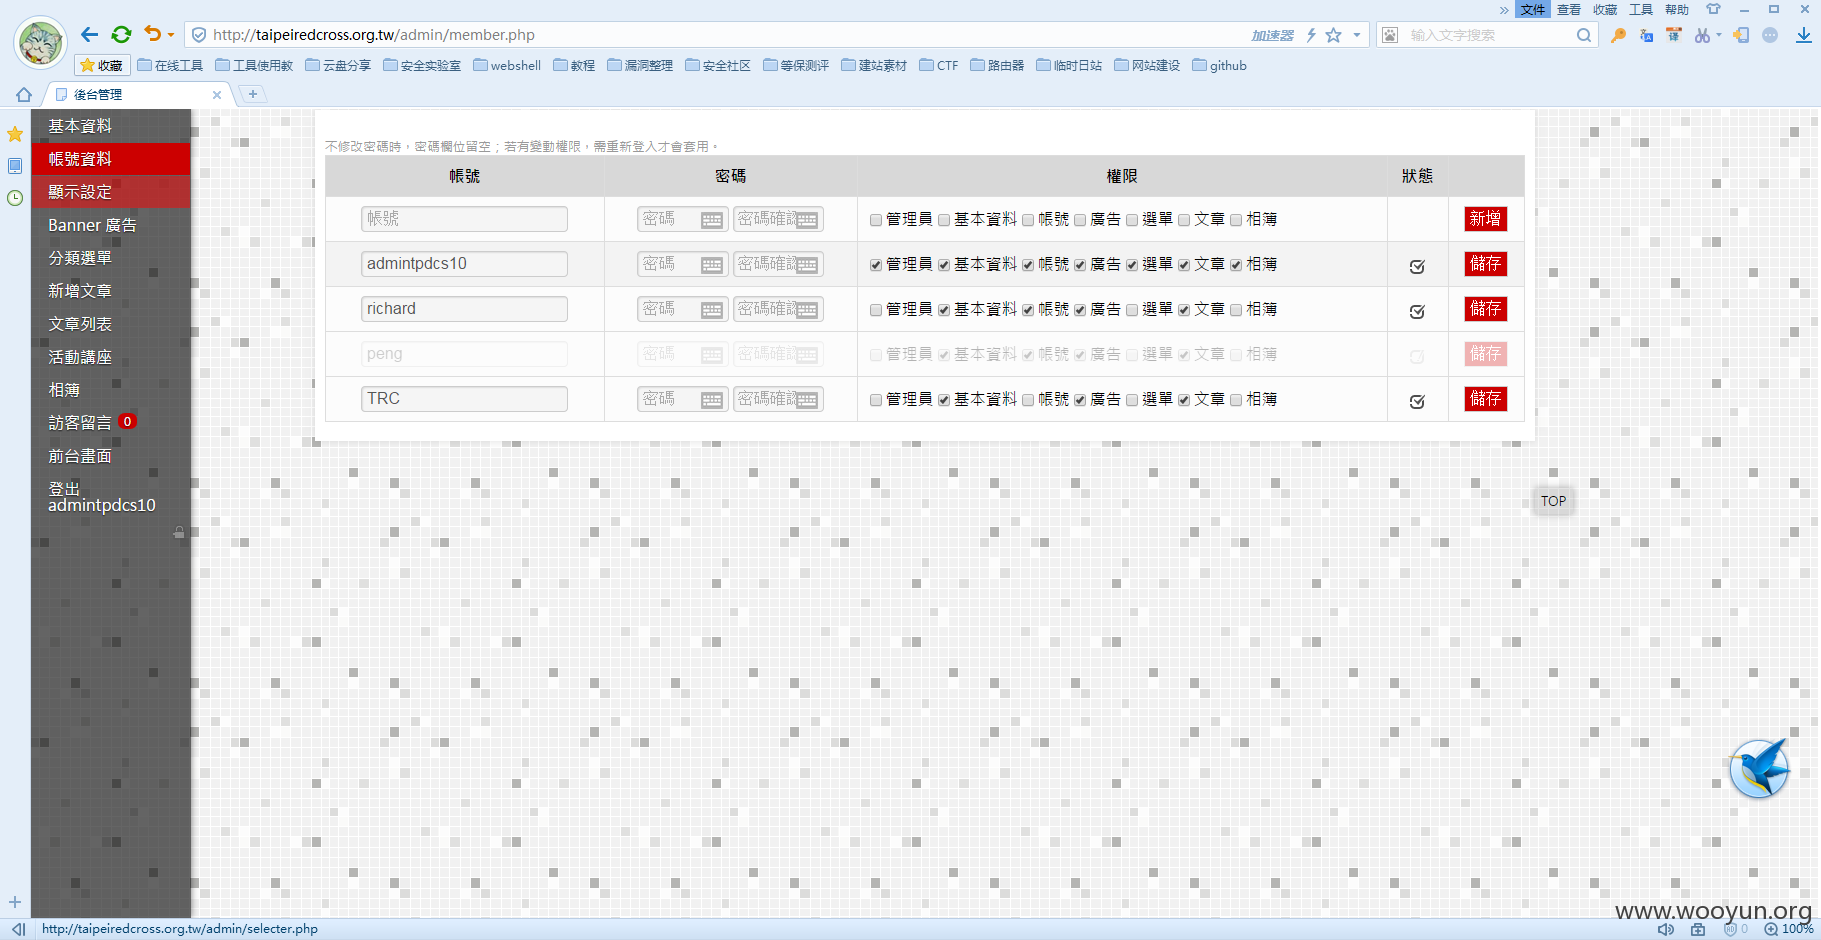 » 文件 查看 收藏 工具 帮助
http://taipeiredcross.org.tw/admin/member.php 加速器 输入文字搜索 译
收藏 在线工具 工具使用教 云盘分享 安全实验室 webshell 教程 漏洞整理 安全社区 等保测评 建站素材 CTF 路由器 临时日站 网站建设 github
後台管理
基本資料
帳號資料
顯示設定
Banner 廣告
分類選單
新增文章
文章列表
活動講座
相簿
訪客留言 0
前台畫面
登出
admintpdcs10
不修改密碼時，密碼欄位留空；若有變動權限，需重新登入才會套用。
帳號 密碼 權限 狀態
帳號 密碼 密碼確認 管理員 基本資料 帳號 廣告 選單 文章 相簿 新增
admintpdcs10 密碼 密碼確認 管理員 基本資料 帳號 廣告 選單 文章 相簿 儲存
richard 密碼 密碼確認 管理員 基本資料 帳號 廣告 選單 文章 相簿 儲存
peng 密碼 密碼確認 管理員 基本資料 帳號 廣告 選單 文章 相簿 儲存
TRC 密碼 密碼確認 管理員 基本資料 帳號 廣告 選單 文章 相簿 儲存
TOP
www.wooyun.org
http://taipeiredcross.org.tw/admin/selecter.php 0 100%